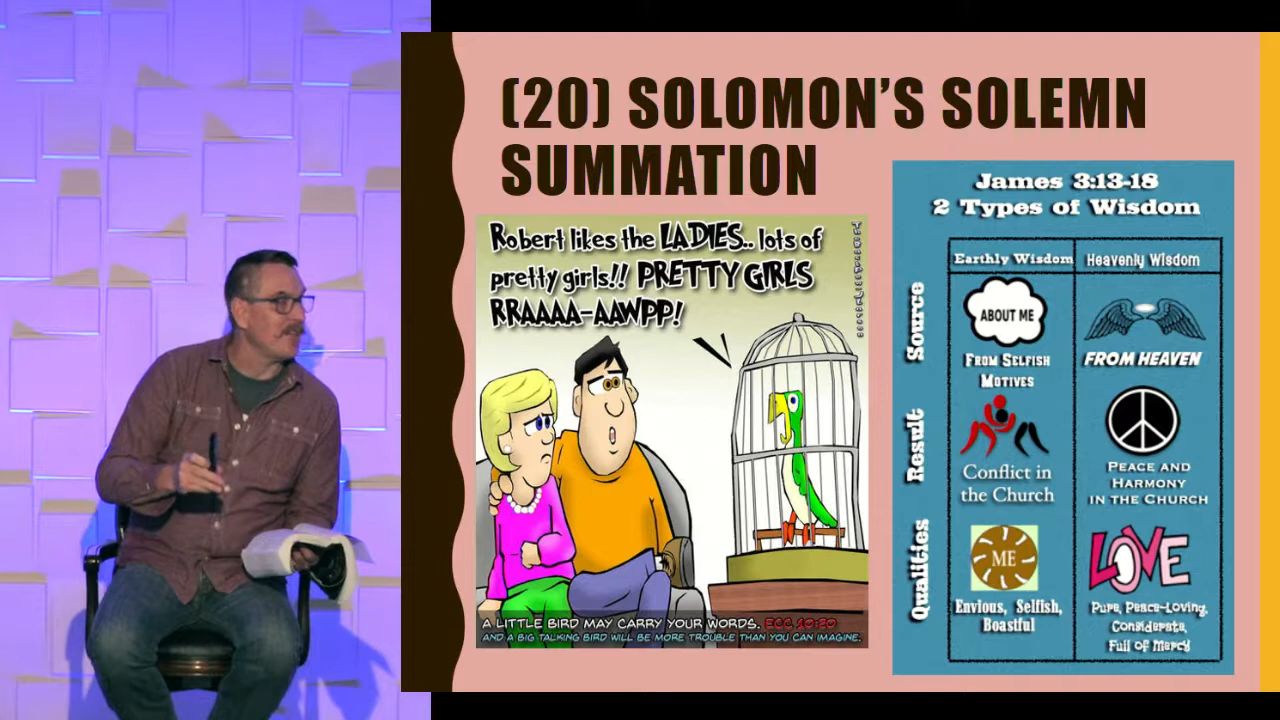 (20) SOLOMON'S SOLEMN
SUMMATION
Robert likes the LADIES.. lots of
pretty girls!! PRETTY GIRLS
RRAAAA-AAWPP!
A LITTLE BIRD MAY CARRY YOUR WORDS. ECC. 10:20
AND A BIG TALKING BIRD WILL BE MORE TROUBLE THAN YOU CAN IMAGINE.
James 3:13-18
2 Types of Wisdom
Earthly Wisdom
Heavenly Wisdom
Source
ABOUT ME
FROM SELFISH
MOTIVES
FROM HEAVEN
Result
Conflict in
the Church
PEACE AND
HARMONY
IN THE CHURCH
Qualities
ME
Envious, Selfish,
Boastful
LOVE
Pure, Peace-Loving,
Considerate,
Full of Mercy